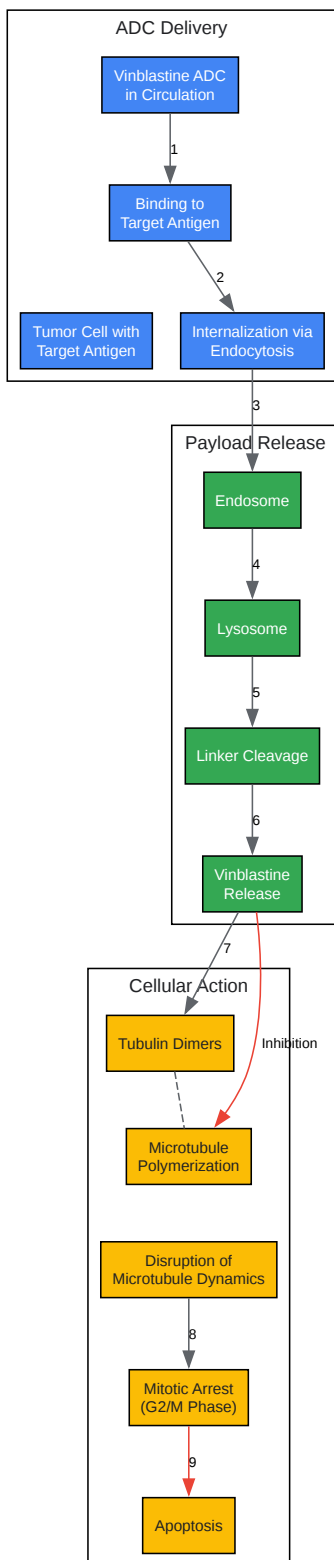 ADC Delivery
Vinblastine ADC
in Circulation
1
Binding to
Target Antigen
2
Tumor Cell with
Target Antigen
Internalization via
Endocytosis
3
Payload Release
Endosome
4
Lysosome
5
Linker Cleavage
6
Vinblastine
Release
7
Cellular Action
Tubulin Dimers
Inhibition
Microtubule
Polymerization
Disruption of
Microtubule Dynamics
8
Mitotic Arrest
(G2/M Phase)
9
Apoptosis